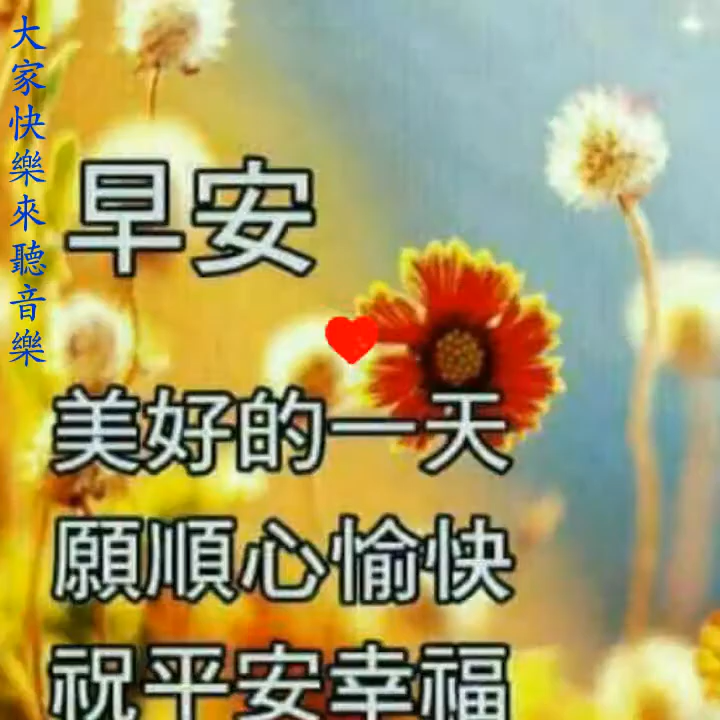 大家快樂來聽音樂
早安
美好的一天
願順心愉快
祝平安幸福